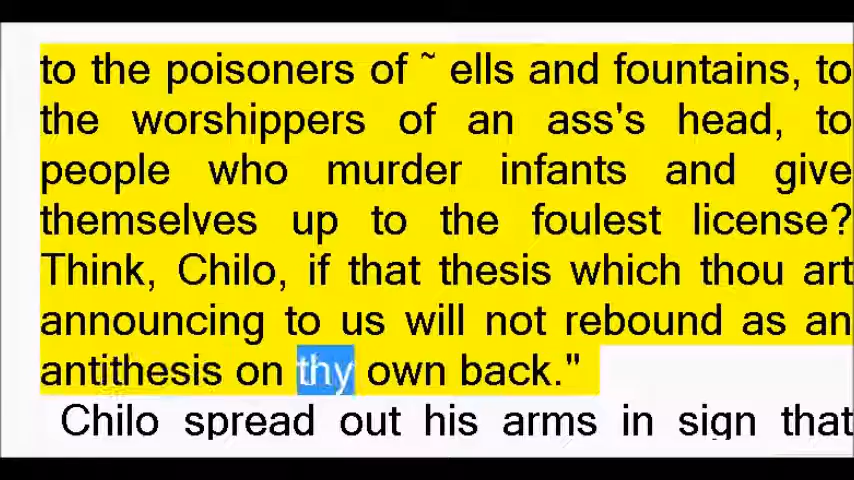 to the poisoners of ˜ ells and fountains, to
the worshippers of an ass's head, to
people who murder infants and give
themselves up to the foulest license?
Think, Chilo, if that thesis which thou art
announcing to us will not rebound as an
antithesis on thy own back."
Chilo spread out his arms in sign that